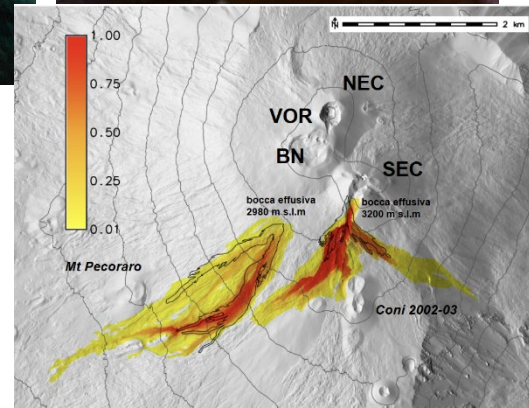 1.00
0.75
0.50
0.25
0.01
N
2 km
NEC
VOR
BN
SEC
bocca effusiva
2980 m s.l.m
bocca effusiva
3200 m s.l.m
Mt Pecoraro
Coni 2002-03